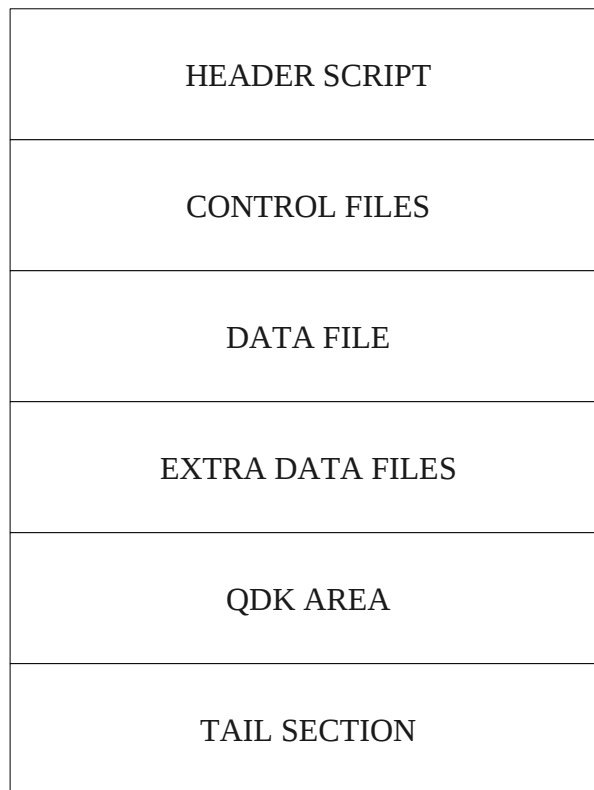 HEADER SCRIPT
CONTROL FILES
DATA FILE
EXTRA DATA FILES
QDK AREA
TAIL SECTION